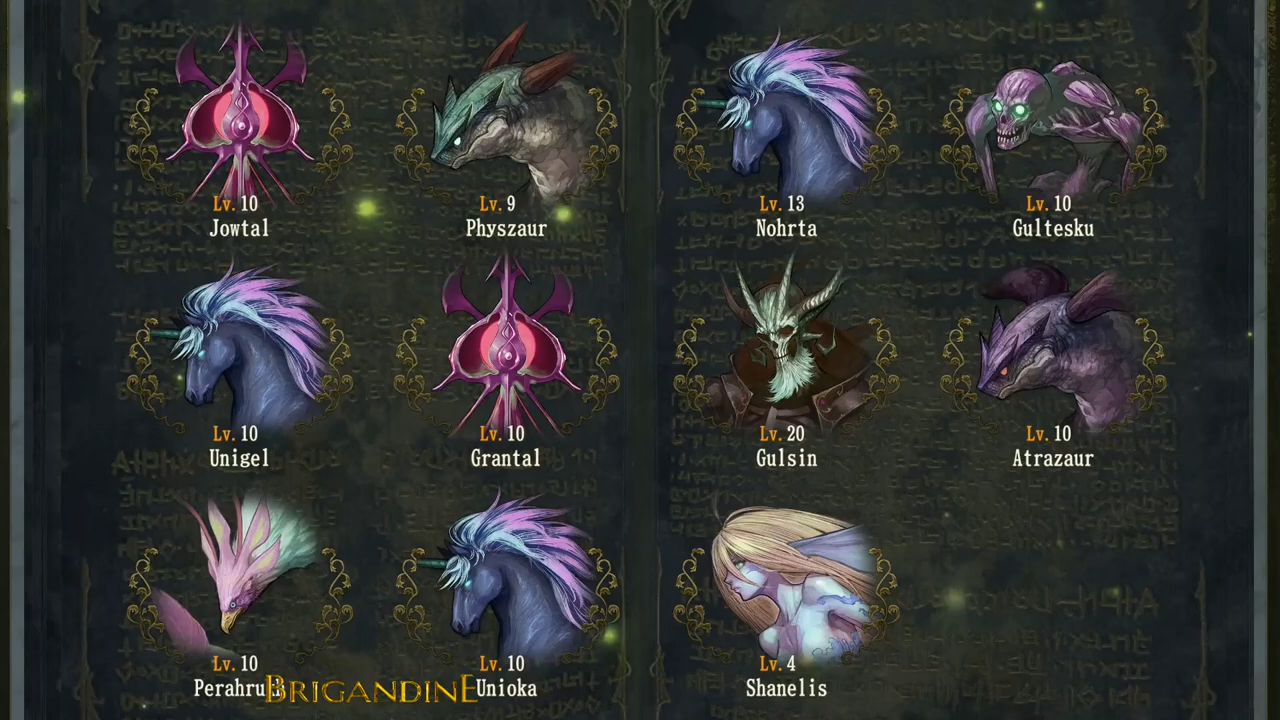 Lv. 10
Jowtal
Lv. 9
Physzaur
Lv. 10
Unigel
Lv. 10
Grantal
Lv. 10
Lv. 10
Unioka
BRIGANDINE
Lv. 13
Nohrta
Lv. 10
Gultesku
Lv. 20
Gulsin
Lv. 10
Atrazaur
Lv. 4
Shanelis